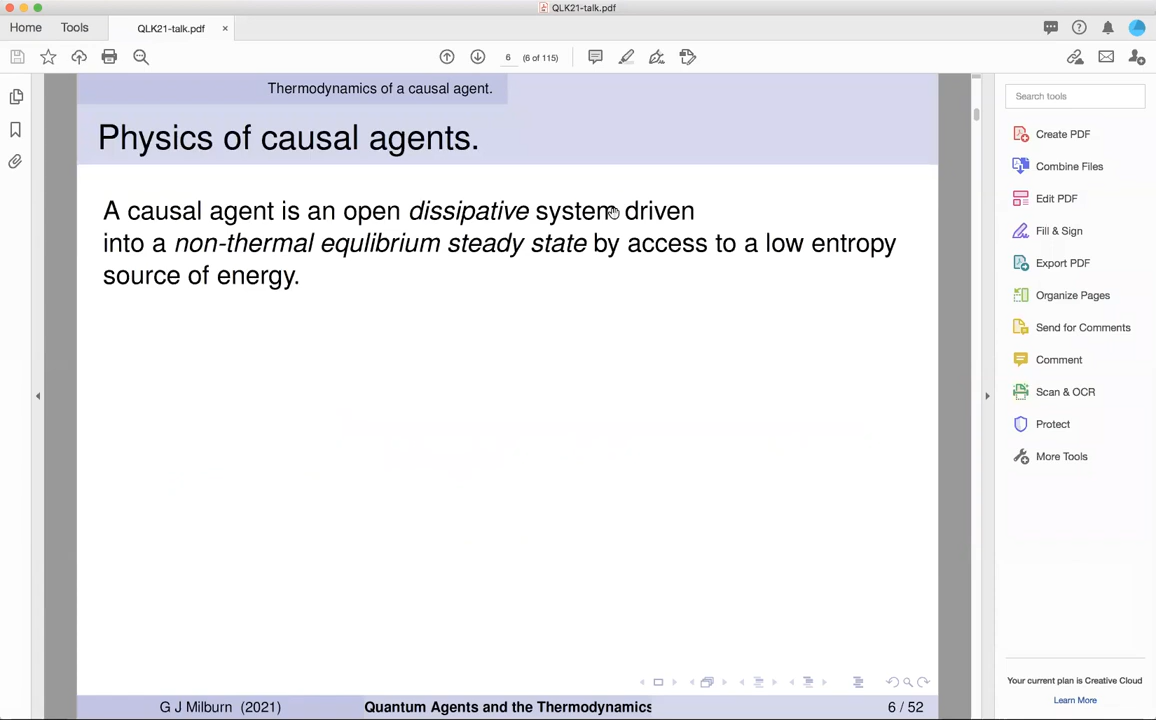 QLK21-talk.pdf
Home Tools QLK21-talk.pdf ×
6 (6 of 115)
Thermodynamics of a causal agent.
Physics of causal agents.
A causal agent is an open dissipative system driven
into a non-thermal equlibrium steady state by access to a low entropy
source of energy.
G J Milburn (2021) Quantum Agents and the Thermodynamics 6 / 52
Search tools
Create PDF
Combine Files
Edit PDF
Fill & Sign
Export PDF
Organize Pages
Send for Comments
Comment
Scan & OCR
Protect
More Tools
Your current plan is Creative Cloud
Learn More